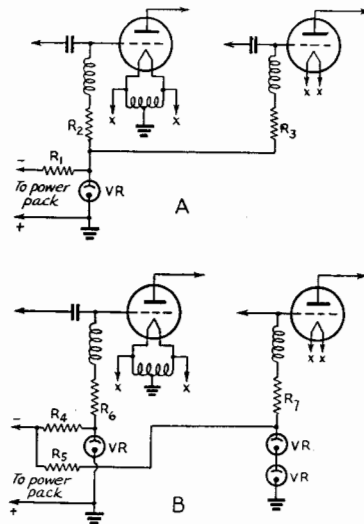 R2
X
X
R3
X X
−
R1
To power pack
VR
+
A
R6
X
X
R7
X X
−
R4
VR
R5
VR
To power pack
VR
+
B